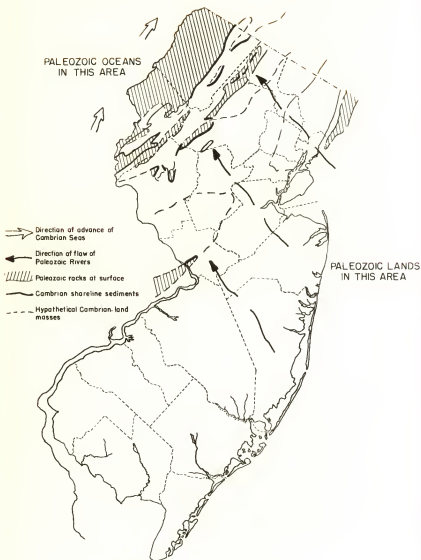 PALEOZOIC OCEANS
IN THIS AREA
Direction of advance of
Cambrian Seas
Direction of flow of
Paleozoic Rivers
Paleozoic rocks at surface
Cambrian shoreline sediments
Hypothetical Cambrian land
masses
PALEOZOIC LANDS
IN THIS AREA